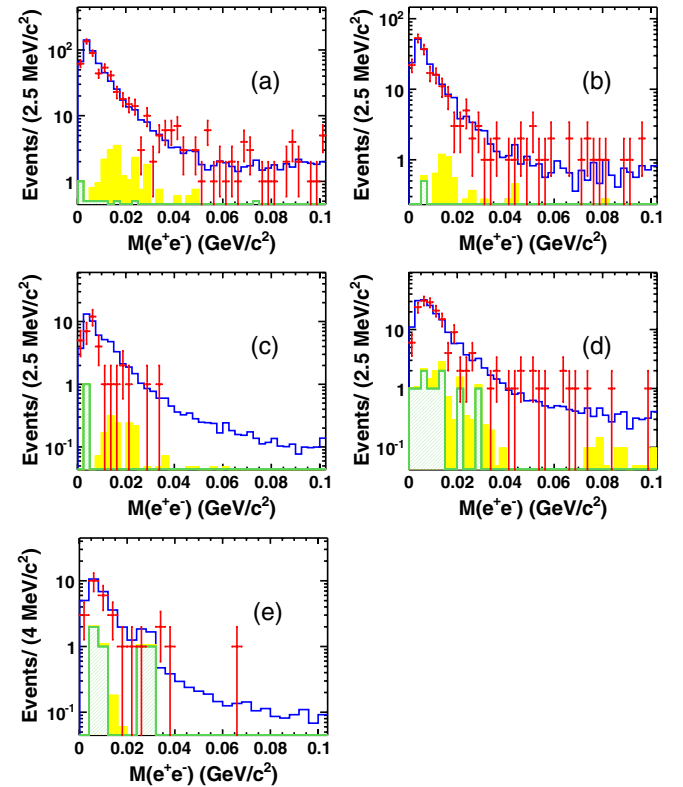 Events/ (2.5 MeV/c²)
10²
10
1
(a)
0 0.02 0.04 0.06 0.08 0.1
M(e⁺e⁻) (GeV/c²)
Events/ (2.5 MeV/c²)
10²
10
1
(b)
0 0.02 0.04 0.06 0.08 0.1
M(e⁺e⁻) (GeV/c²)
Events/ (2.5 MeV/c²)
10
1
10⁻¹
(c)
0 0.02 0.04 0.06 0.08 0.1
M(e⁺e⁻) (GeV/c²)
Events/ (2.5 MeV/c²)
10
1
10⁻¹
(d)
0 0.02 0.04 0.06 0.08 0.1
M(e⁺e⁻) (GeV/c²)
Events/ (4 MeV/c²)
10
1
10⁻¹
(e)
0 0.02 0.04 0.06 0.08 0.1
M(e⁺e⁻) (GeV/c²)